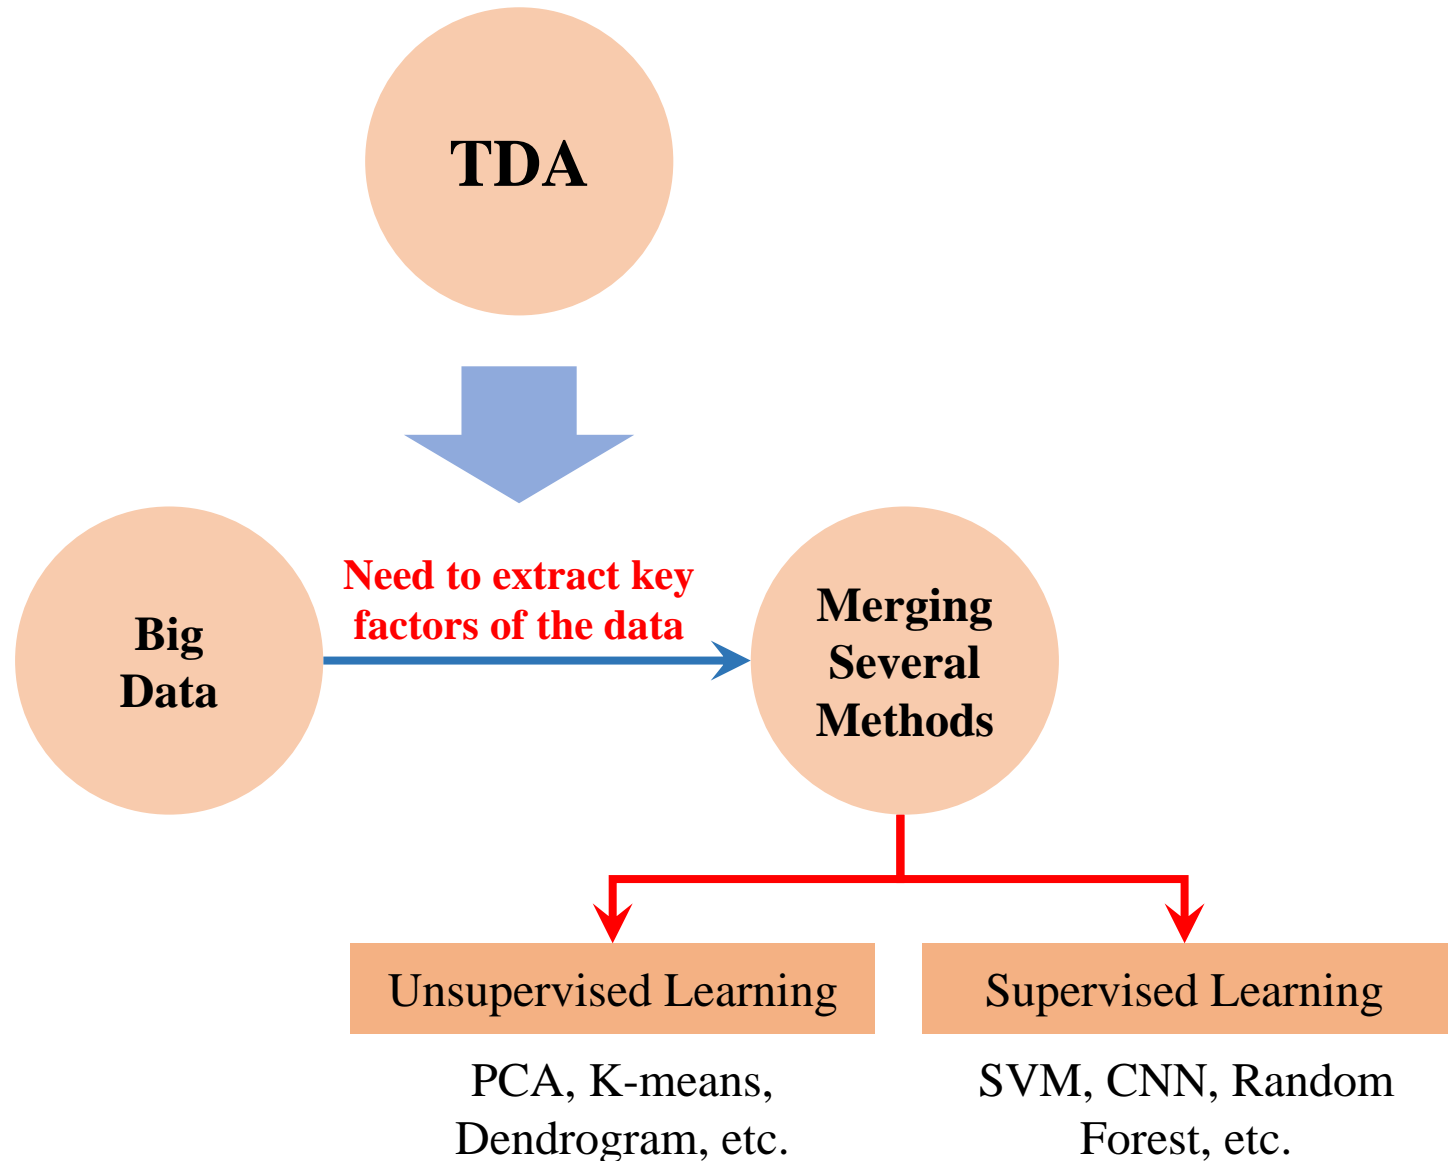 TDA
Need to extract key
factors of the data
Big
Data
Merging
Several
Methods
Unsupervised Learning
Supervised Learning
PCA, K-means,
Dendrogram, etc.
SVM, CNN, Random
Forest, etc.